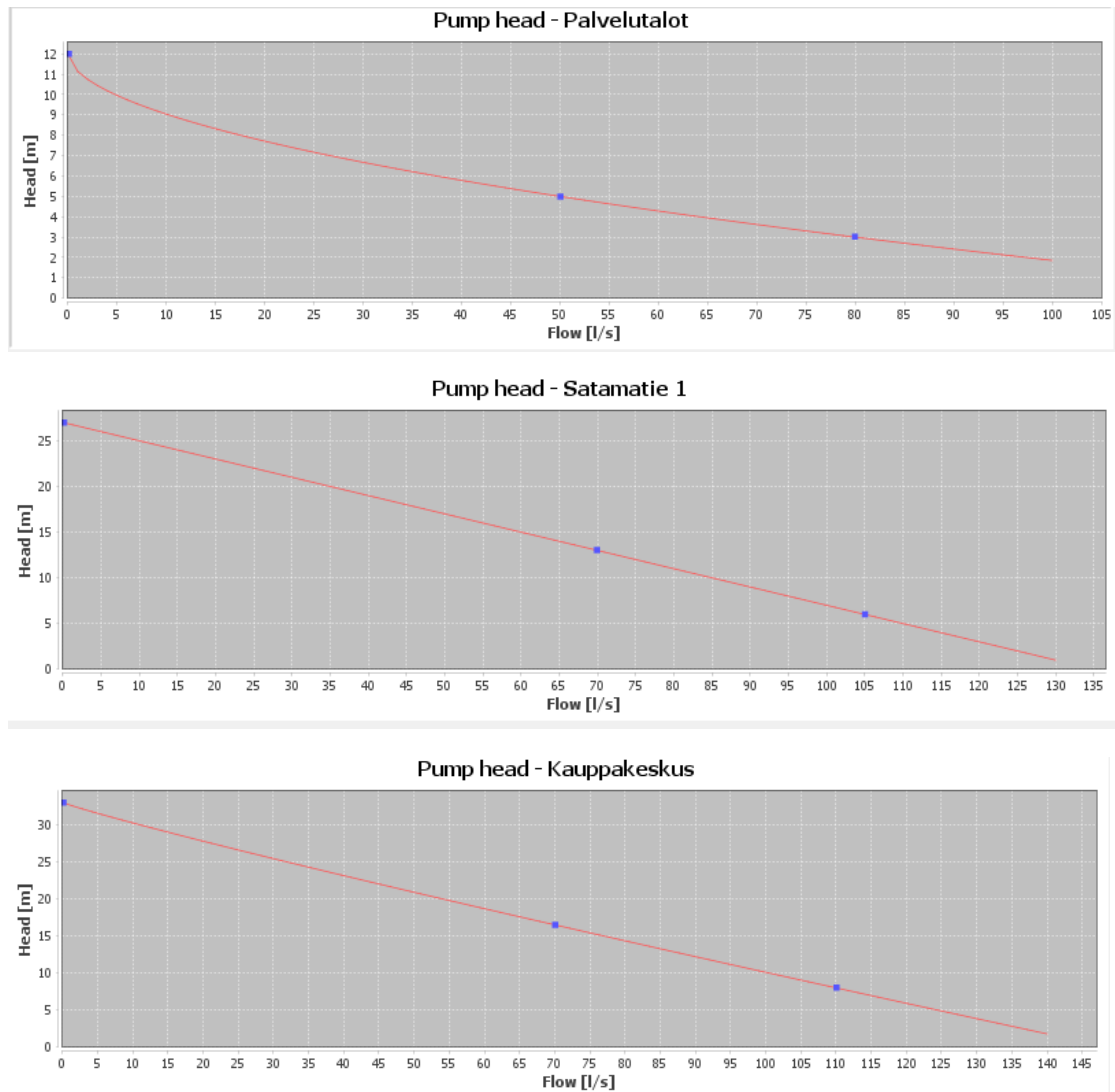 Pump head - Palvelutalot
12
11
10
9
8
7
6
5
4
3
2
1
0
Head [m]
0 5 10 15 20 25 30 35 40 45 50 55 60 65 70 75 80 85 90 95 100 105
Flow [l/s]
Pump head - Satamatie 1
25
20
15
10
5
0
Head [m]
0 5 10 15 20 25 30 35 40 45 50 55 60 65 70 75 80 85 90 95 100 105 110 115 120 125 130 135
Flow [l/s]
Pump head - Kauppakeskus
30
25
20
15
10
5
0
Head [m]
0 5 10 15 20 25 30 35 40 45 50 55 60 65 70 75 80 85 90 95 100 105 110 115 120 125 130 135 140 145
Flow [l/s]